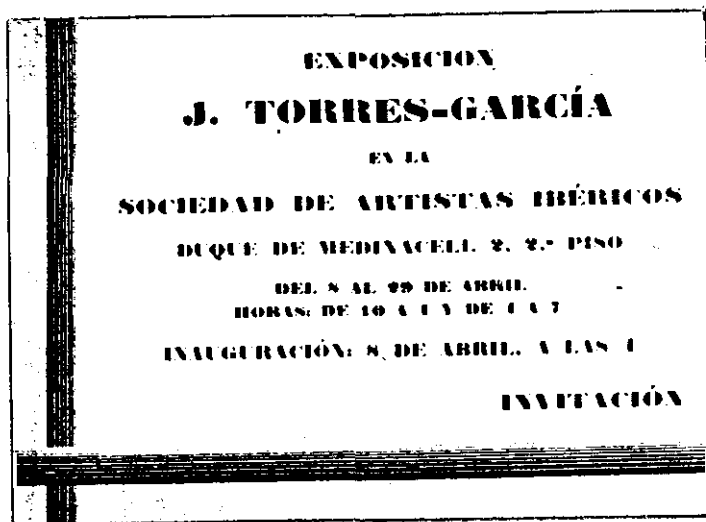 EXPOSICION
J. TORRES-GARCÍA
EN LA
SOCIEDAD DE ARTISTAS IBÉRICOS
DUQUE DE MEDINACELI. 2, 2.º PISO
DEL 8 AL 29 DE ABRIL
HORAS: DE 10 A 1 Y DE 4 A 7
INAUGURACIÓN: 8 DE ABRIL, A LAS 4
INVITACIÓN